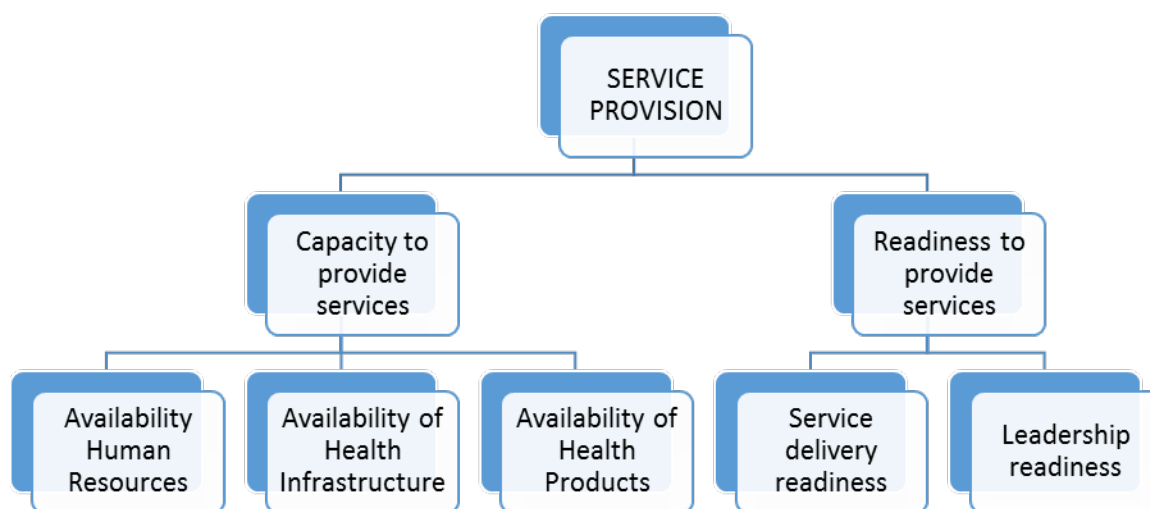 SERVICE
PROVISION
Capacity to
provide
services
Readiness to
provide
services
Availability
Human
Resources
Availability of
Health
Infrastructure
Availability of
Health
Products
Service
delivery
readiness
Leadership
readiness